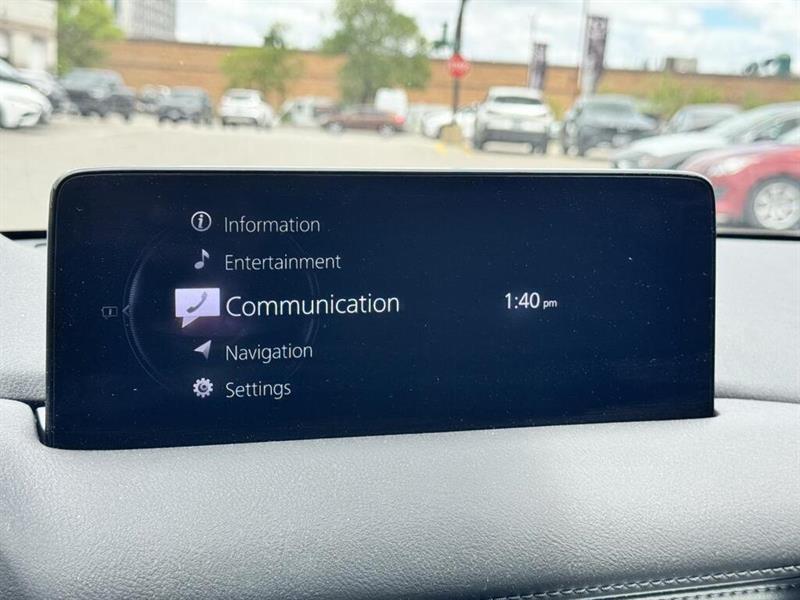 Information
Entertainment
Communication
1:40 pm
Navigation
Settings